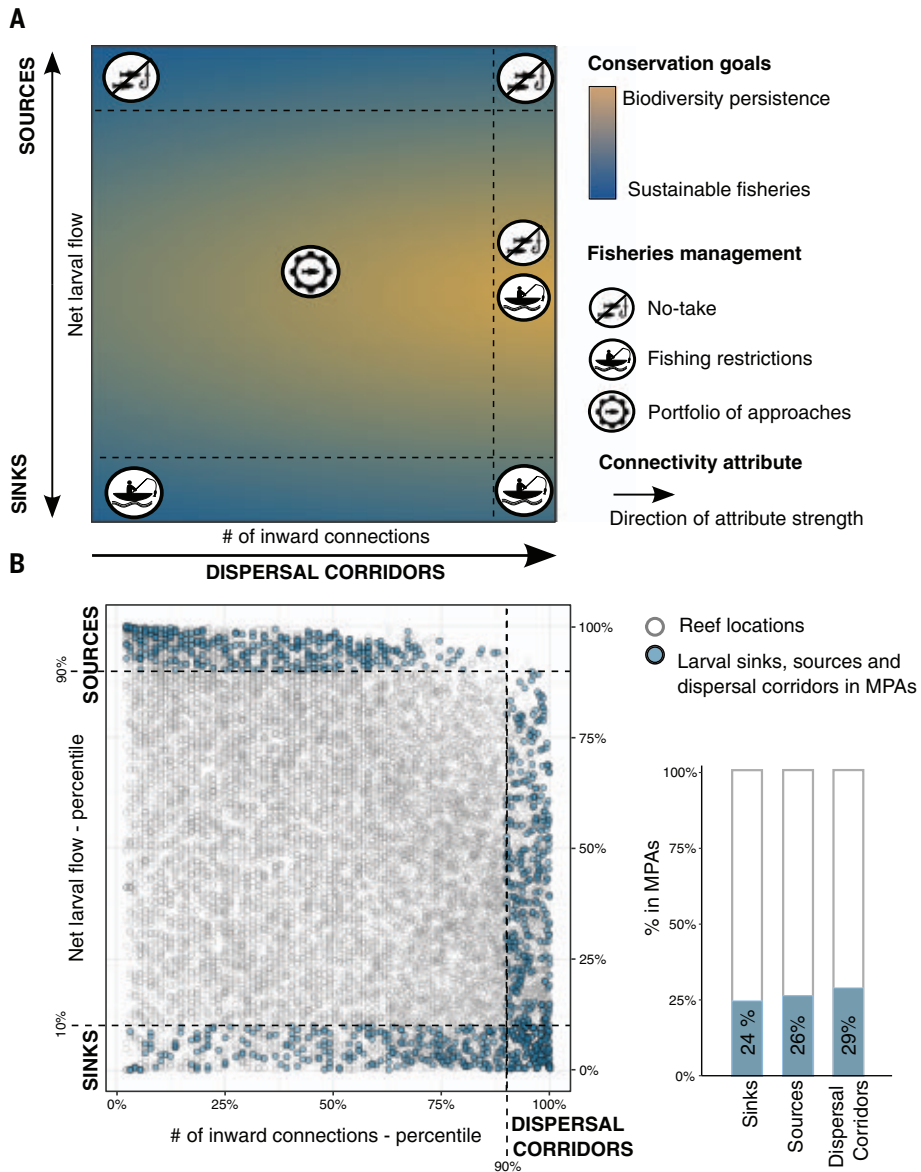 A
SOURCES
Net larval flow
SINKS
# of inward connections
DISPERSAL CORRIDORS
Conservation goals
Biodiversity persistence
Sustainable fisheries
Fisheries management
No-take
Fishing restrictions
Portfolio of approaches
Connectivity attribute
Direction of attribute strength
B
SOURCES
90%
Net larval flow - percentile
10%
SINKS
100%
75%
50%
25%
0%
0%
25%
50%
75%
100%
# of inward connections - percentile
DISPERSAL
CORRIDORS
90%
Reef locations
Larval sinks, sources and
dispersal corridors in MPAs
% in MPAs
100%
75%
50%
25%
0%
24 %
26%
29%
Sinks
Sources
Dispersal
Corridors